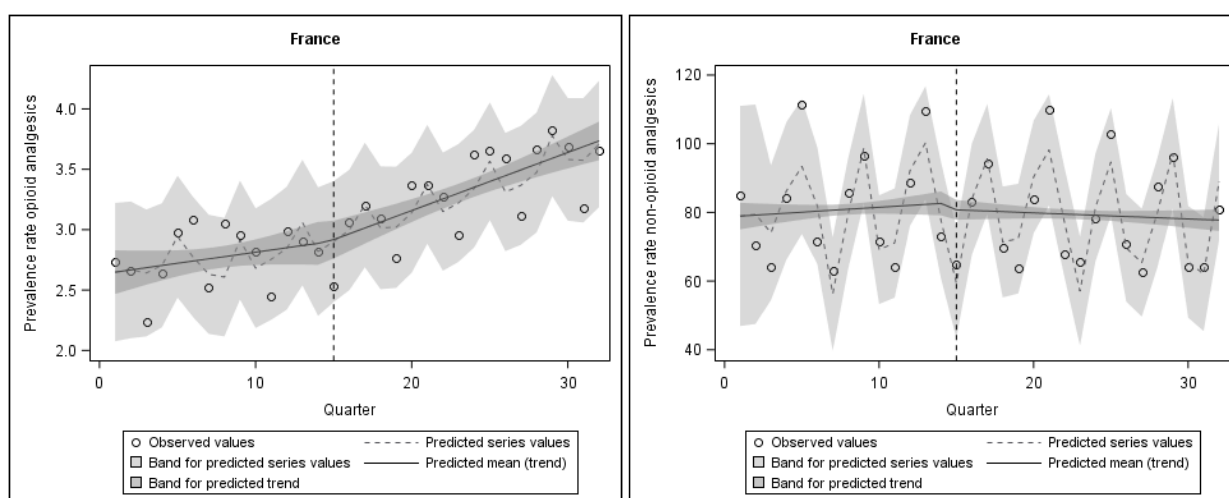 France
Prevalence rate opioid analgesics
4.0
3.5
3.0
2.5
2.0
0
10
20
30
Quarter
Observed values
Predicted series values
Band for predicted series values
Predicted mean (trend)
Band for predicted trend
France
Prevalence rate non-opioid analgesics
120
100
80
60
40
0
10
20
30
Quarter
Observed values
Predicted series values
Band for predicted series values
Predicted mean (trend)
Band for predicted trend